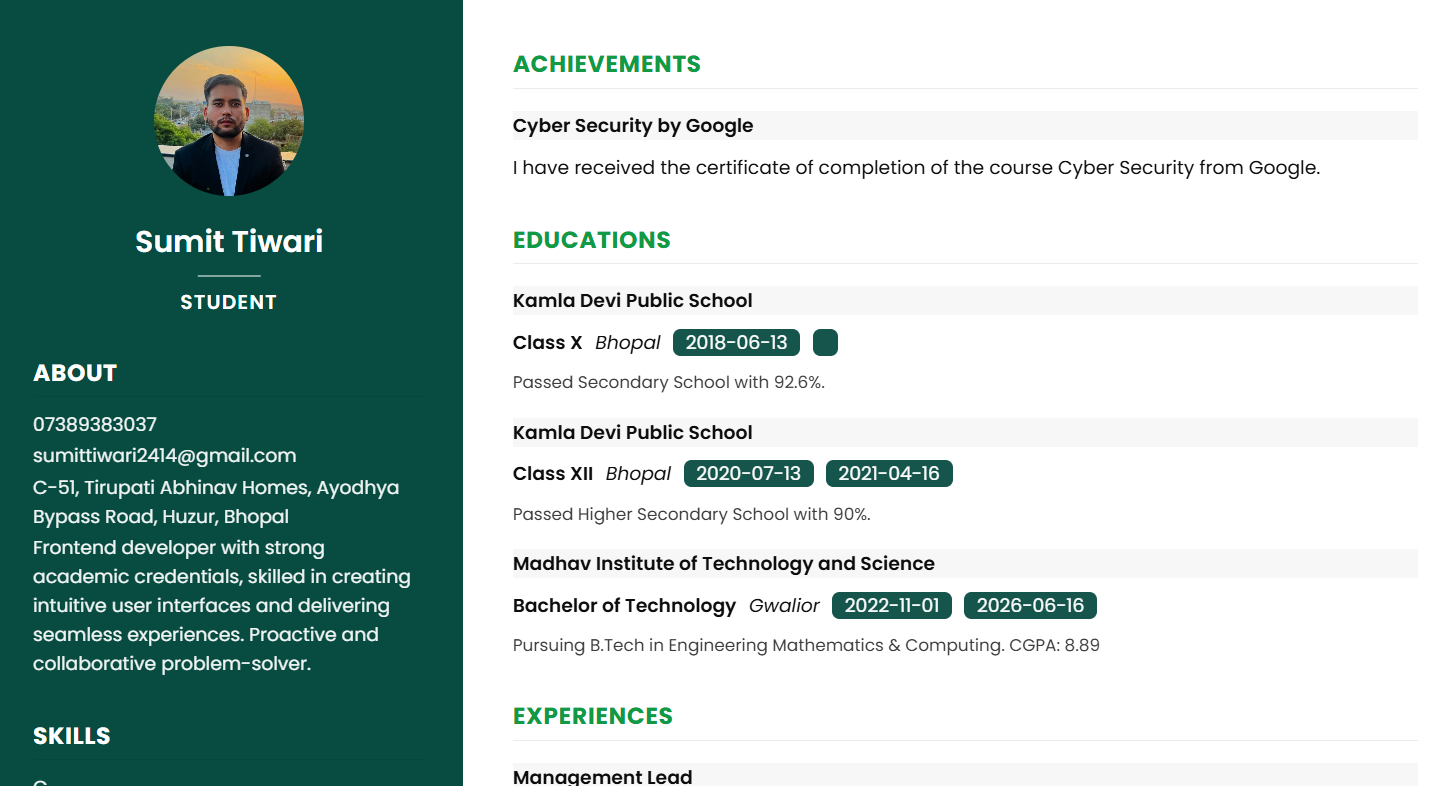 Sumit Tiwari
STUDENT
ABOUT
07389383037
sumittiwari2414@gmail.com
C-51, Tirupati Abhinav Homes, Ayodhya
Bypass Road, Huzur, Bhopal
Frontend developer with strong
academic credentials, skilled in creating
intuitive user interfaces and delivering
seamless experiences. Proactive and
collaborative problem-solver.
SKILLS
ACHIEVEMENTS
Cyber Security by Google
I have received the certificate of completion of the course Cyber Security from Google.
EDUCATIONS
Kamla Devi Public School
Class X Bhopal 2018-06-13
Passed Secondary School with 92.6%.
Kamla Devi Public School
Class XII Bhopal 2020-07-13 2021-04-16
Passed Higher Secondary School with 90%.
Madhav Institute of Technology and Science
Bachelor of Technology Gwalior 2022-11-01 2026-06-16
Pursuing B.Tech in Engineering Mathematics & Computing. CGPA: 8.89
EXPERIENCES
Management Lead